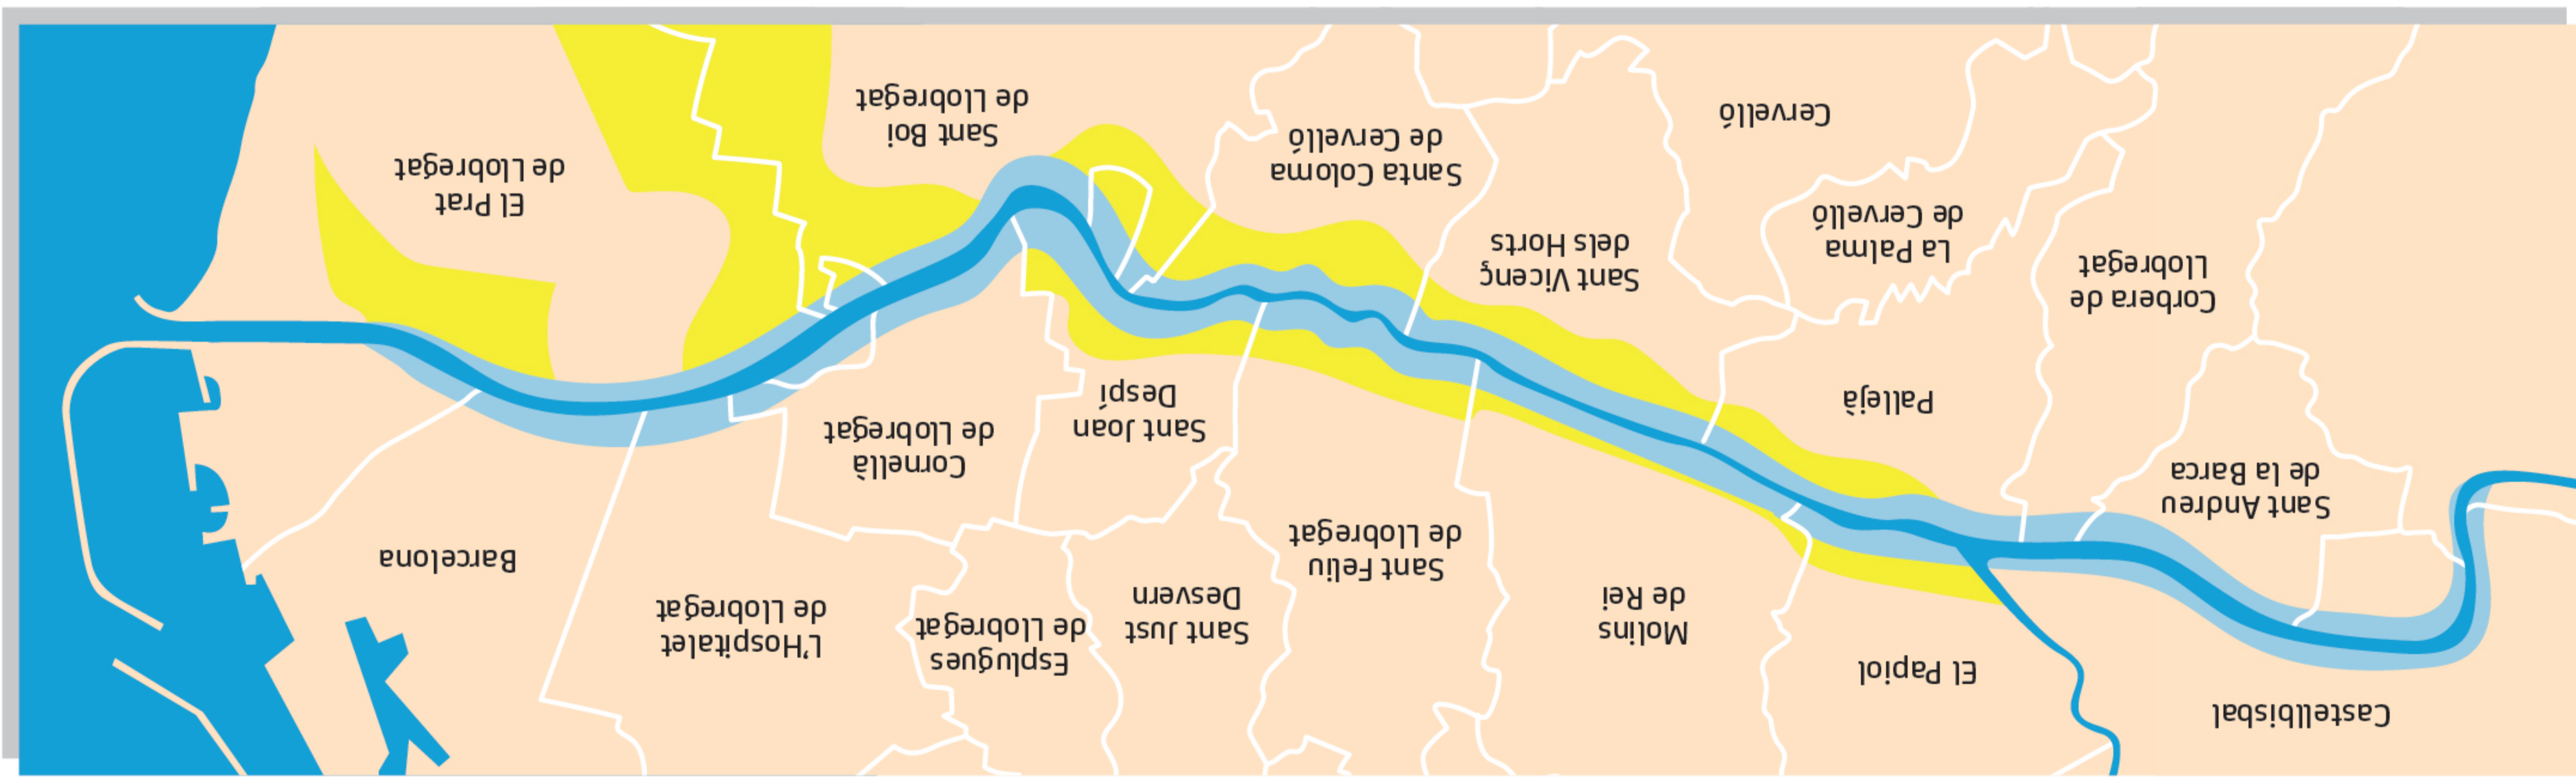 Castellbisbal
El Papiol
Molins
de Rei
Sant Feliu
de Llobregat
Sant Just
Desvern
Esplugues
de Llobregat
L'Hospitalet
de Llobregat
Barcelona
Sant Andreu
de la Barca
Pallejà
Sant Joan
Despí
Cornellà
de Llobregat
Corbera de
Llobregat
La Palma
de Cervelló
Sant Vicenç
dels Horts
Cervelló
Santa Coloma
de Cervelló
Sant Boi
de Llobregat
El Prat
de Llobregat